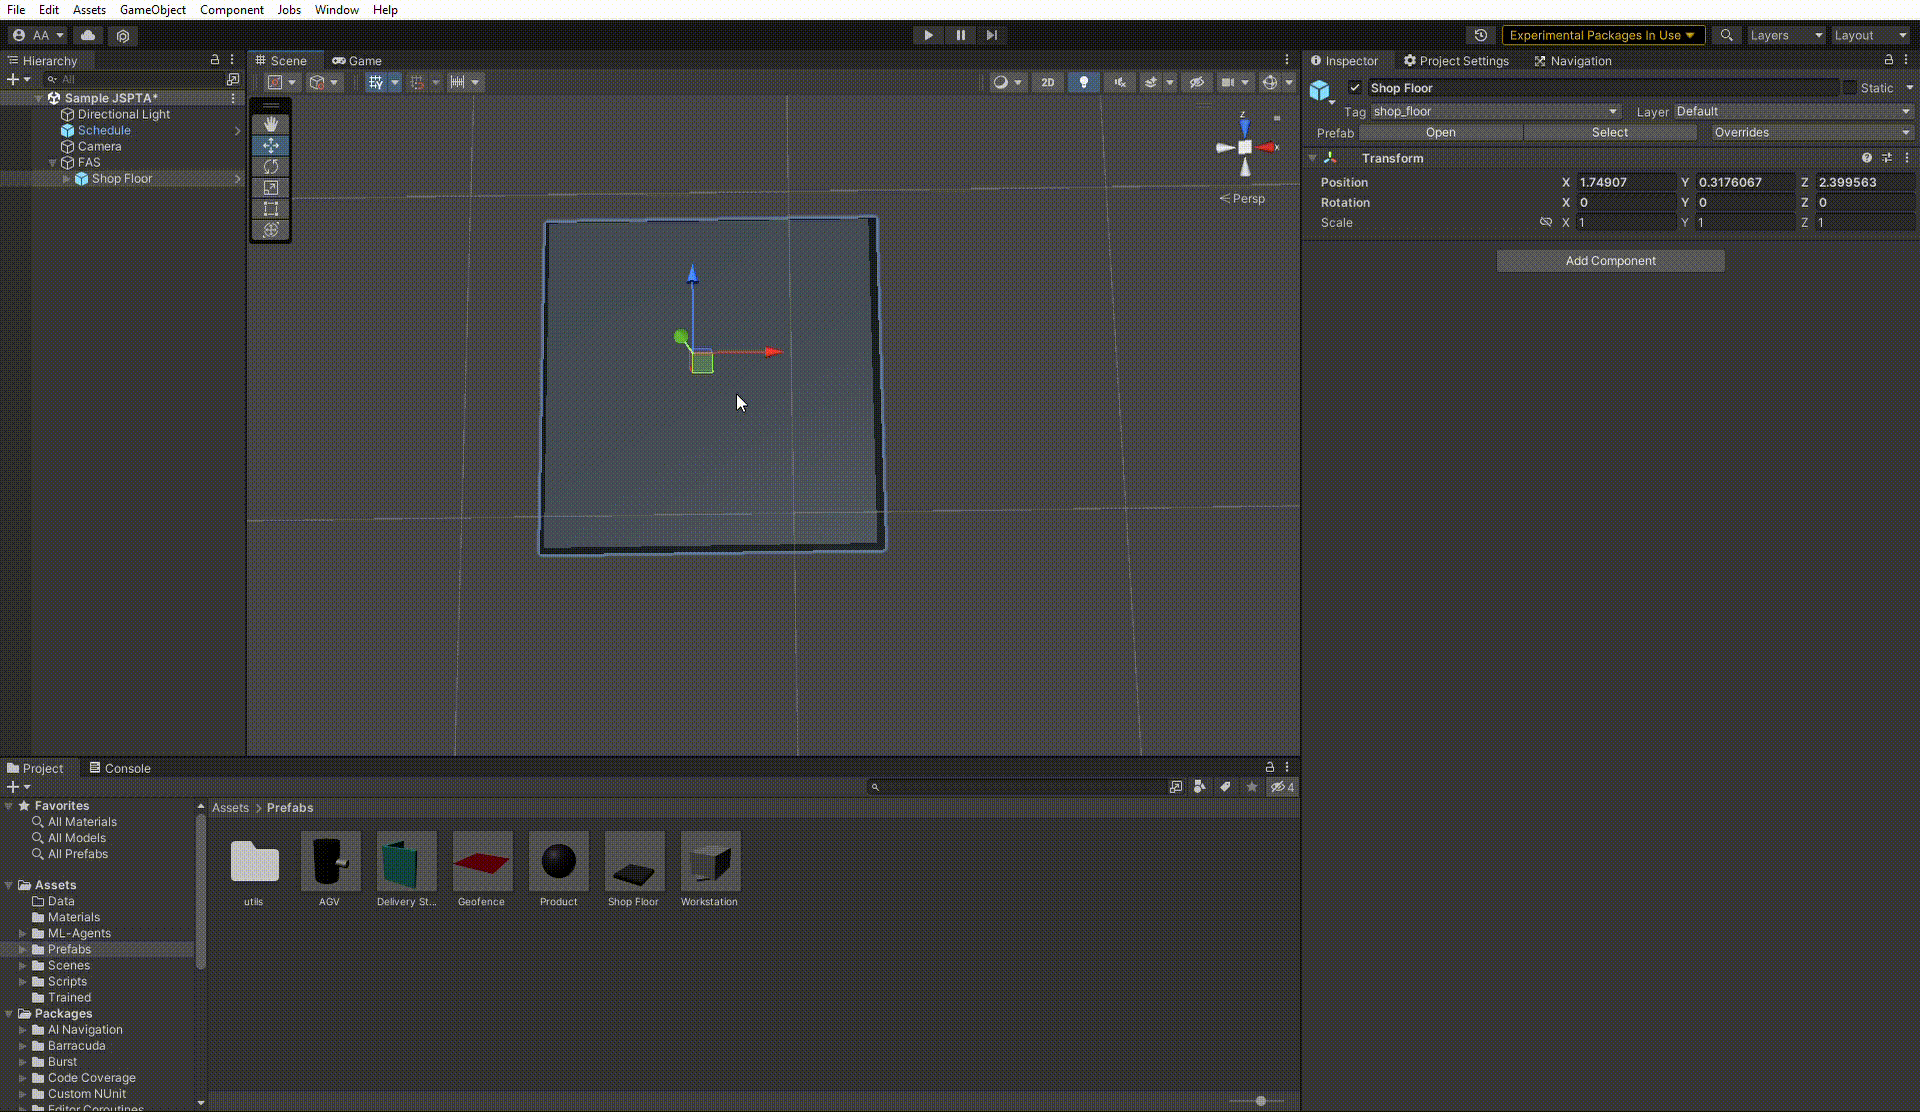 File Edit Assets GameObject Component Jobs Window Help
AA
Experimental Packages In Use
Layers
Layout
Hierarchy
All
Sample JSPTA*
Directional Light
Schedule
Camera
FAS
Shop Floor
Scene
Game
2D
z
x
Persp
Inspector
Project Settings
Navigation
Shop Floor
Static
Tag shop_floor
Layer Default
Prefab Open Select Overrides
Transform
Position X 1.74907 Y 0.3176067 Z 2.399563
Rotation X 0 Y 0 Z 0
Scale X 1 Y 1 Z 1
Add Component
Project
Console
4
Favorites
All Materials
All Models
All Prefabs
Assets
Data
Materials
ML-Agents
Prefabs
Scenes
Scripts
Trained
Packages
AI Navigation
Barracuda
Burst
Code Coverage
Custom NUnit
Editor Coroutines
Assets > Prefabs
utils
AGV
Delivery St...
Geofence
Product
Shop Floor
Workstation